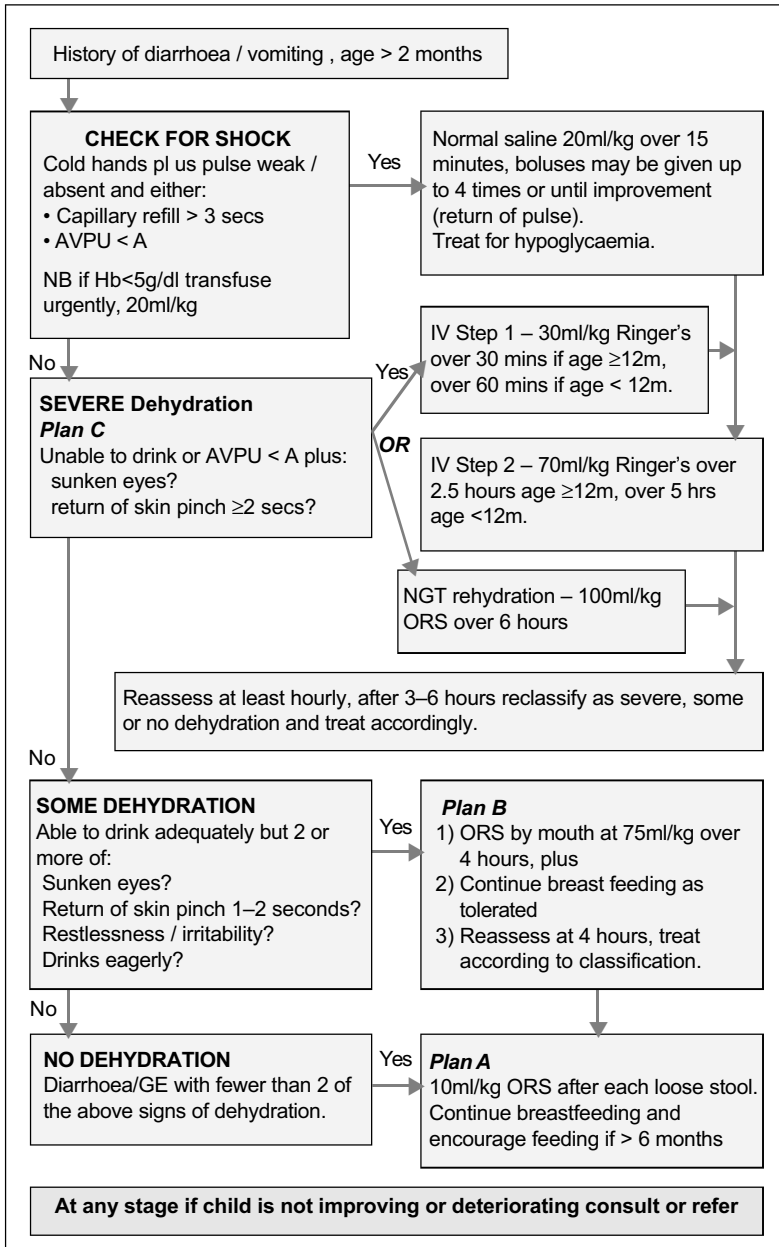 History of diarrhoea / vomiting , age > 2 months
CHECK FOR SHOCK
Cold hands pl us pulse weak /
absent and either:
• Capillary refill > 3 secs
• AVPU < A
NB if Hb<5g/dl transfuse
urgently, 20ml/kg
Yes
Normal saline 20ml/kg over 15
minutes, boluses may be given up
to 4 times or until improvement
(return of pulse).
Treat for hypoglycaemia.
No
SEVERE Dehydration
Plan C
Unable to drink or AVPU < A plus:
sunken eyes?
return of skin pinch ≥2 secs?
Yes
OR
IV Step 1 – 30ml/kg Ringer's
over 30 mins if age ≥12m,
over 60 mins if age < 12m.
IV Step 2 – 70ml/kg Ringer's over
2.5 hours age ≥12m, over 5 hrs
age <12m.
NGT rehydration – 100ml/kg
ORS over 6 hours
Reassess at least hourly, after 3–6 hours reclassify as severe, some
or no dehydration and treat accordingly.
No
SOME DEHYDRATION
Able to drink adequately but 2 or
more of:
Sunken eyes?
Return of skin pinch 1–2 seconds?
Restlessness / irritability?
Drinks eagerly?
Yes
Plan B
1) ORS by mouth at 75ml/kg over
4 hours, plus
2) Continue breast feeding as
tolerated
3) Reassess at 4 hours, treat
according to classification.
No
NO DEHYDRATION
Diarrhoea/GE with fewer than 2 of
the above signs of dehydration.
Yes
Plan A
10ml/kg ORS after each loose stool.
Continue breastfeeding and
encourage feeding if > 6 months
At any stage if child is not improving or deteriorating consult or refer